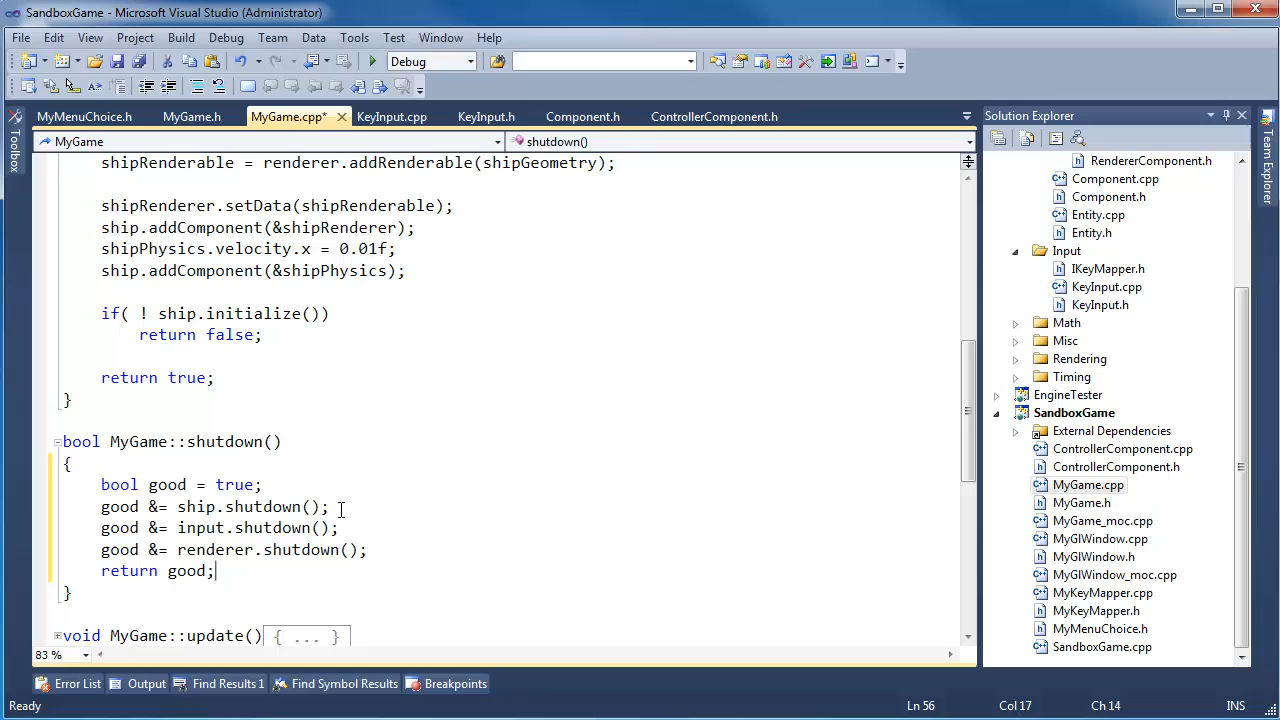 SandboxGame - Microsoft Visual Studio (Administrator)
File Edit View Project Build Debug Team Data Tools Test Window Help
Debug
MyMenuChoice.h MyGame.h MyGame.cpp* KeyInput.cpp KeyInput.h Component.h ControllerComponent.h
MyGame shutdown()
Toolbox
shipRenderable = renderer.addRenderable(shipGeometry);
shipRenderer.setData(shipRenderable);
ship.addComponent(&shipRenderer);
shipPhysics.velocity.x = 0.01f;
ship.addComponent(&shipPhysics);
if( ! ship.initialize())
return false;
return true;
}
bool MyGame::shutdown()
{
bool good = true;
good &= ship.shutdown();
good &= input.shutdown();
good &= renderer.shutdown();
return good;
}
void MyGame::update(){ ... }
83 %
Solution Explorer
RendererComponent.h
Component.cpp
Component.h
Entity.cpp
Entity.h
Input
IKeyMapper.h
KeyInput.cpp
KeyInput.h
Math
Misc
Rendering
Timing
EngineTester
SandboxGame
External Dependencies
ControllerComponent.cpp
ControllerComponent.h
MyGame.cpp
MyGame.h
MyGame_moc.cpp
MyGlWindow.cpp
MyGlWindow.h
MyGlWindow_moc.cpp
MyKeyMapper.cpp
MyKeyMapper.h
MyMenuChoice.h
SandboxGame.cpp
Team Explorer
Error List Output Find Results 1 Find Symbol Results Breakpoints
Ready Ln 56 Col 17 Ch 14 INS